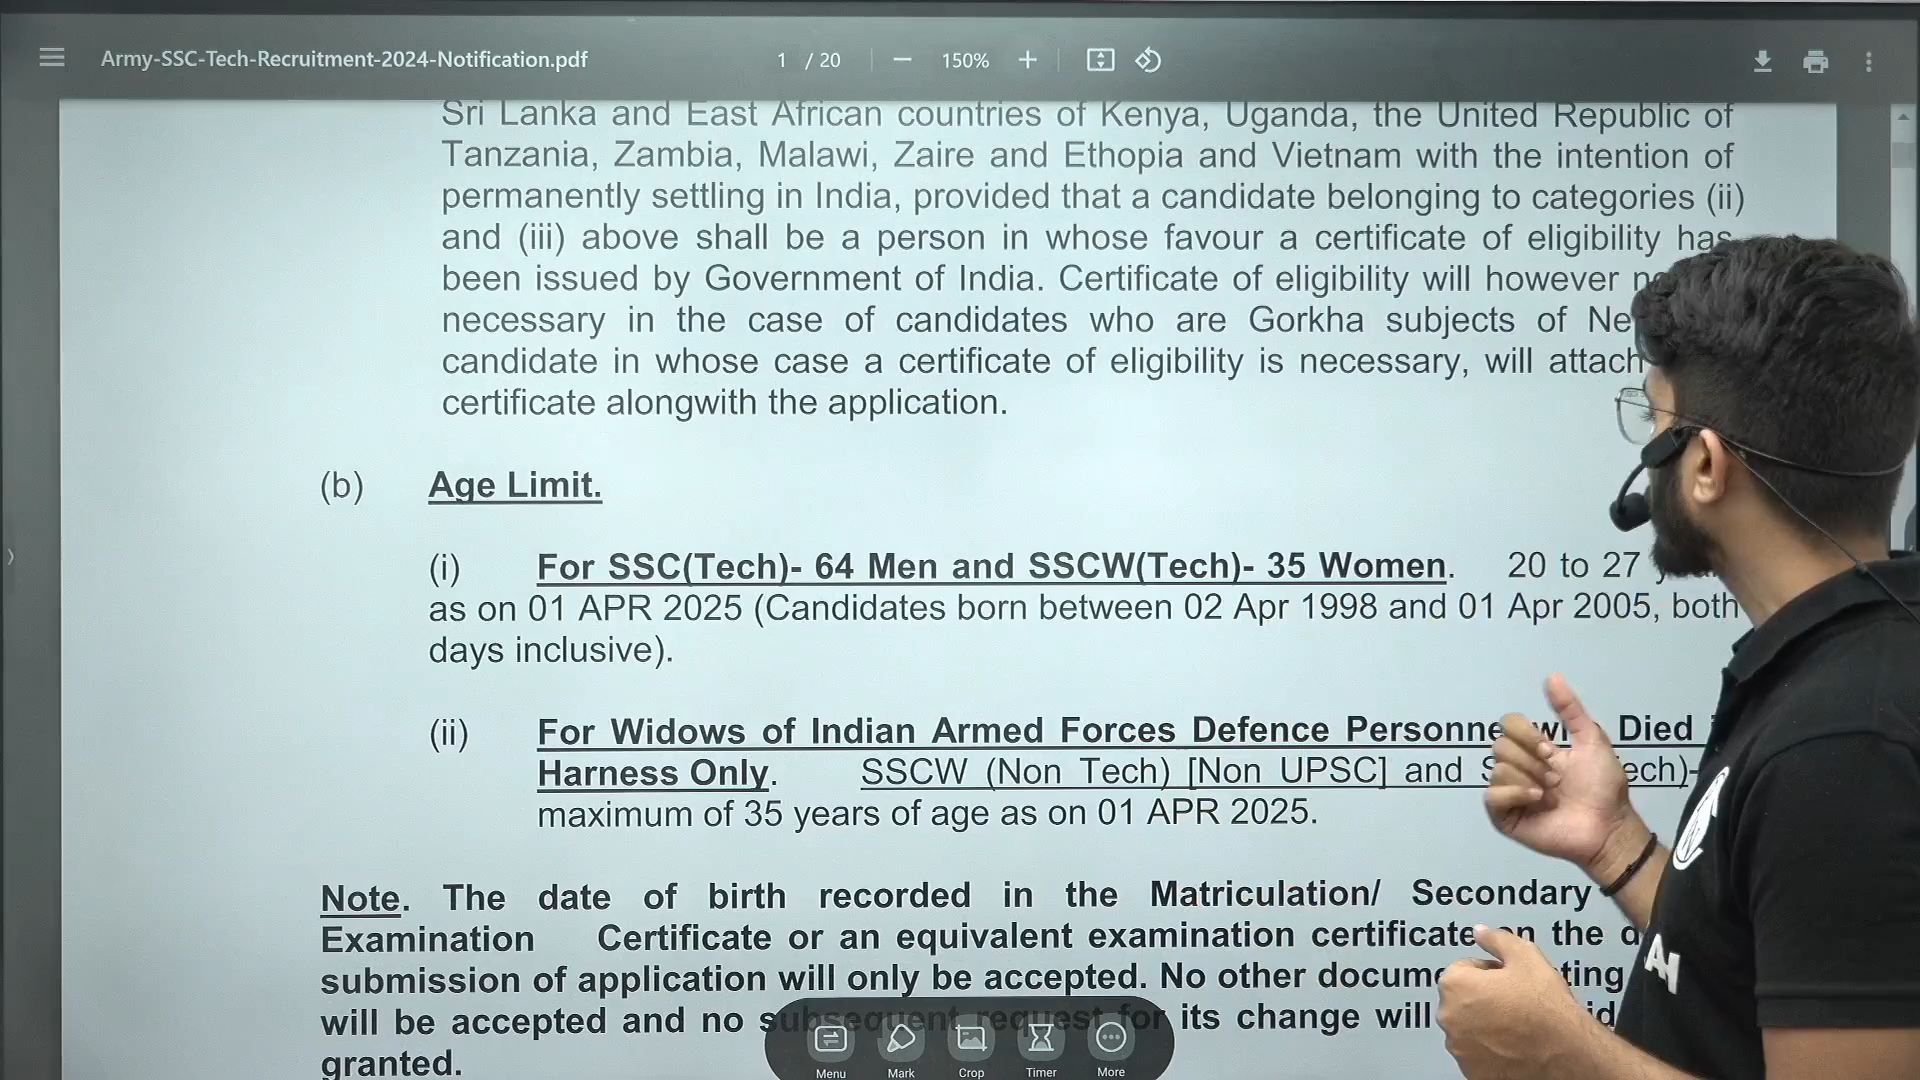 Army-SSC-Tech-Recruitment-2024-Notification.pdf 1 / 20 150%
Sri Lanka and East African countries of Kenya, Uganda, the United Republic of
Tanzania, Zambia, Malawi, Zaire and Ethopia and Vietnam with the intention of
permanently settling in India, provided that a candidate belonging to categories (ii)
and (iii) above shall be a person in whose favour a certificate of eligibility has
been issued by Government of India. Certificate of eligibility will however
necessary in the case of candidates who are Gorkha subjects of
candidate in whose case a certificate of eligibility is necessary, will attach
certificate alongwith the application.
(b) Age Limit.
(i) For SSC(Tech)- 64 Men and SSCW(Tech)- 35 Women. 20 to 27
as on 01 APR 2025 (Candidates born between 02 Apr 1998 and 01 Apr 2005, both
days inclusive).
(ii) For Widows of Indian Armed Forces Defence Died
Harness Only. SSCW (Non Tech) [Non UPSC] and
maximum of 35 years of age as on 01 APR 2025.
Note. The date of birth recorded in the Matriculation/ Secondary
Examination Certificate or an equivalent examination certificate on the
submission of application will only be accepted. No other
will be accepted and no subsequent request for its change will
granted.
Menu Mark Crop Timer More